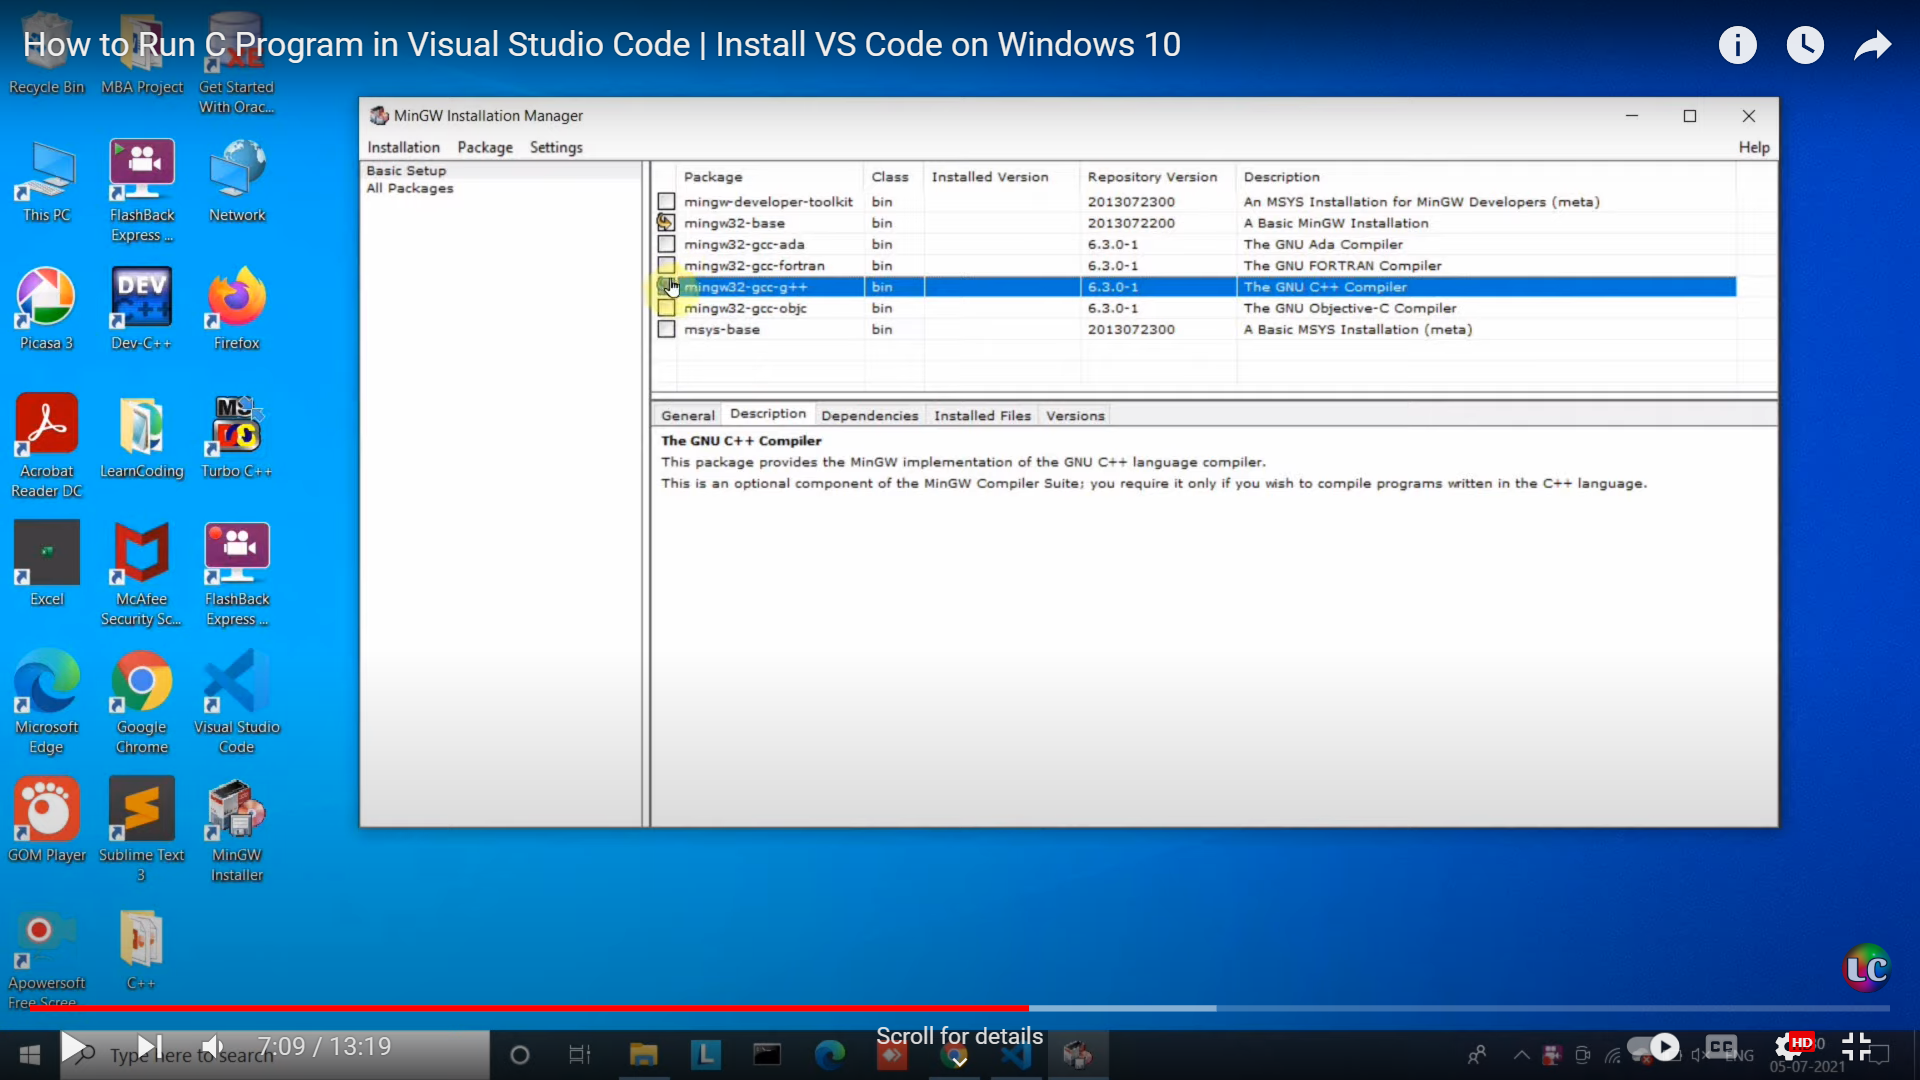 How to Run C Program in Visual Studio Code | Install VS Code on Windows 10
Recycle Bin
MBA Project
Get Started
With Orac...
XE
This PC
FlashBack
Express ...
Network
Picasa 3
DEV
Dev-C++
Firefox
Acrobat
Reader DC
LearnCoding
Turbo C++
Excel
McAfee
Security Sc...
FlashBack
Express ...
Microsoft
Edge
Google
Chrome
Visual Studio
Code
GOM Player
Sublime Text
3
MinGW
Installer
Apowersoft
Free Scree...
C++
MinGW Installation Manager
Installation Package Settings Help
Basic Setup
All Packages
Package Class Installed Version Repository Version Description
mingw-developer-toolkit bin 2013072300 An MSYS Installation for MinGW Developers (meta)
mingw32-base bin 2013072200 A Basic MinGW Installation
mingw32-gcc-ada bin 6.3.0-1 The GNU Ada Compiler
mingw32-gcc-fortran bin 6.3.0-1 The GNU FORTRAN Compiler
mingw32-gcc-g++ bin 6.3.0-1 The GNU C++ Compiler
mingw32-gcc-objc bin 6.3.0-1 The GNU Objective-C Compiler
msys-base bin 2013072300 A Basic MSYS Installation (meta)
General Description Dependencies Installed Files Versions
The GNU C++ Compiler
This package provides the MinGW implementation of the GNU C++ language compiler.
This is an optional component of the MinGW Compiler Suite; you require it only if you wish to compile programs written in the C++ language.
LC
Scroll for details
Type here to search
7:09 / 13:19
L
CC
ENG
HD
05-07-2021